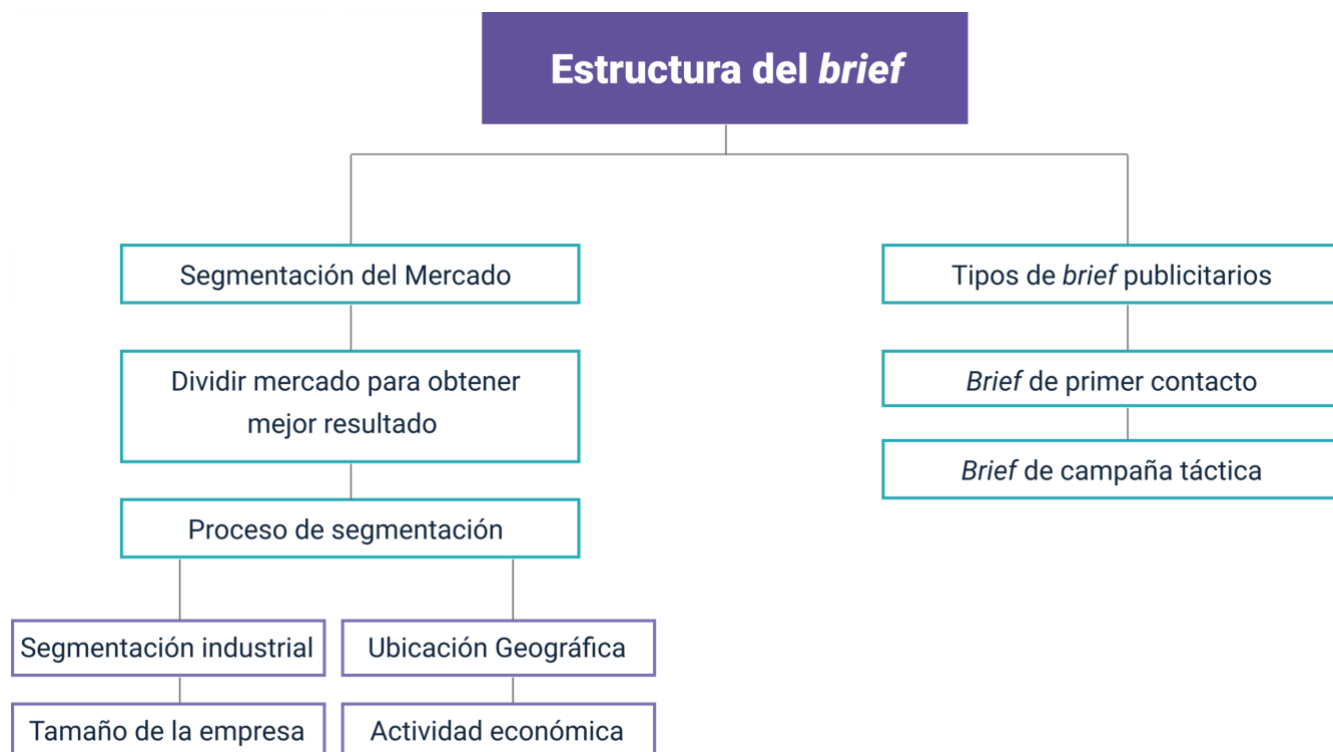 Estructura del brief
Segmentación del Mercado
Dividir mercado para obtener
mejor resultado
Proceso de segmentación
Segmentación industrial
Ubicación Geográfica
Tamaño de la empresa
Actividad económica
Tipos de brief publicitarios
Brief de primer contacto
Brief de campaña táctica